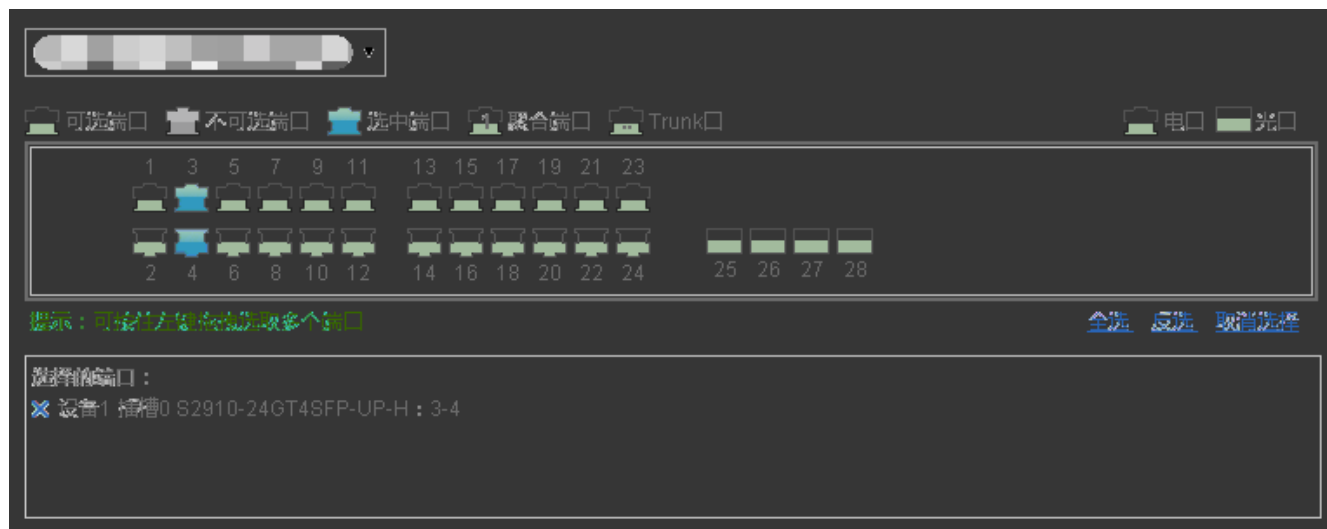 可选端口 不可选端口 选中端口 1 聚合端口 Trunk口 电口 光口
1 3 5 7 9 11 13 15 17 19 21 23
2 4 6 8 10 12 14 16 18 20 22 24 25 26 27 28
提示：可按住左键拖拽选取多个端口 全选 反选 取消选择
选择的端口：
设备1 插槽0 S2910-24GT4SFP-UP-H：3-4